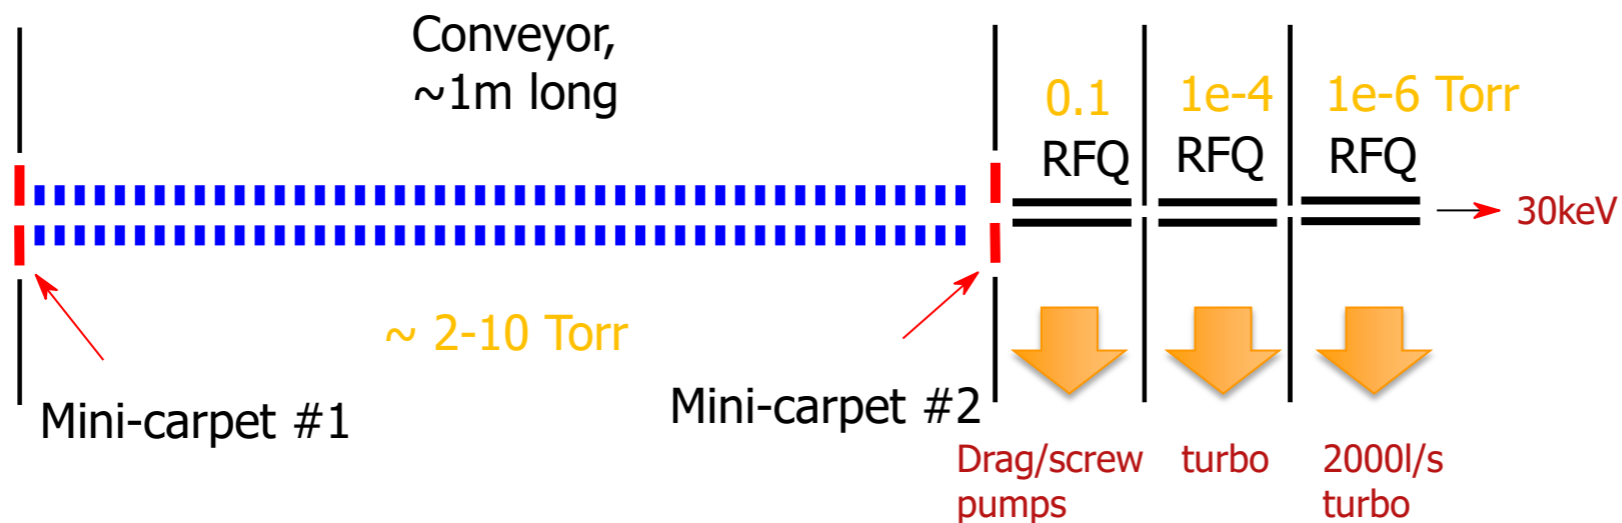 Conveyor,
~1m long
0.1
1e-4
1e-6 Torr
RFQ
RFQ
RFQ
30keV
~ 2-10 Torr
Mini-carpet #1
Mini-carpet #2
Drag/screw
pumps
turbo
2000l/s
turbo